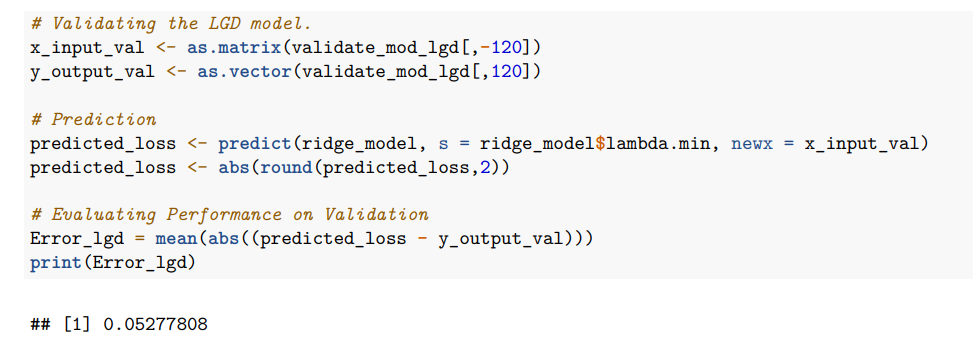 # Validating the LGD model.
x_input_val <- as.matrix(validate_mod_lgd[,-120])
y_output_val <- as.vector(validate_mod_lgd[,120])
# Prediction
predicted_loss <- predict(ridge_model, s = ridge_model$lambda.min, newx = x_input_val)
predicted_loss <- abs(round(predicted_loss,2))
# Evaluating Performance on Validation
Error_lgd = mean(abs((predicted_loss - y_output_val)))
print(Error_lgd)
## [1] 0.05277808